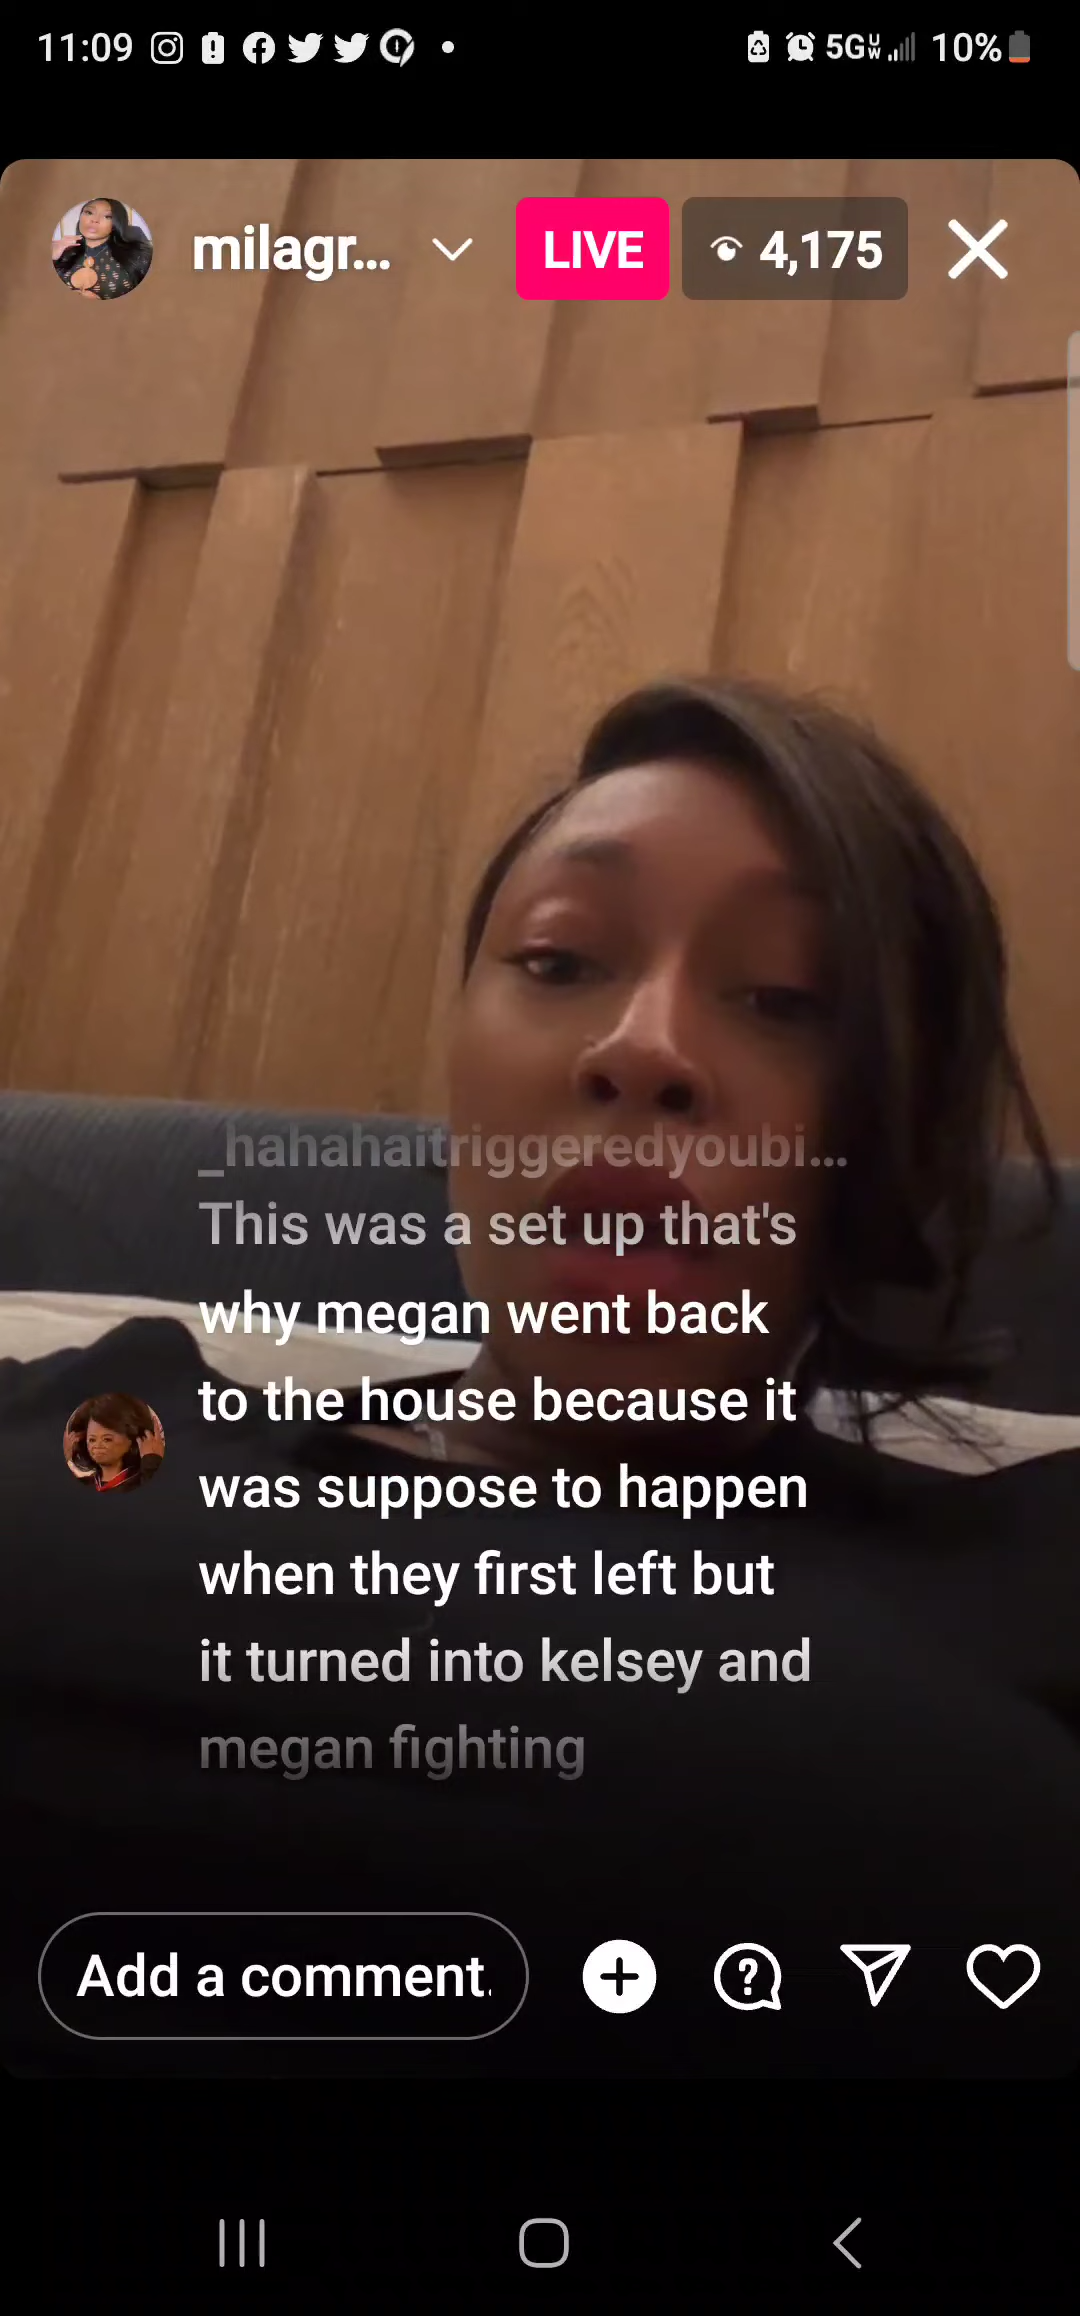 11:09
5G UW
10%
milagr...
LIVE
4,175
_hahahaitriggeredyoubi...
This was a set up that's
why megan went back
to the house because it
was suppose to happen
when they first left but
it turned into kelsey and
megan fighting
Add a comment.